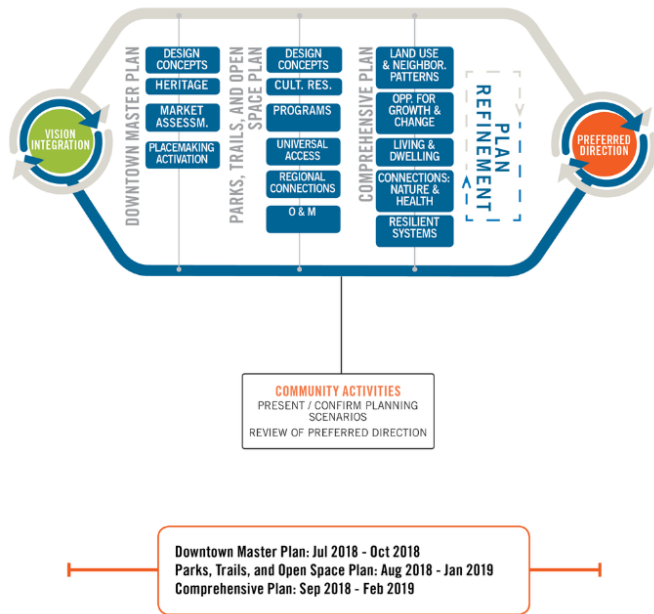 VISION
INTEGRATION
DOWNTOWN MASTER PLAN
DESIGN
CONCEPTS
HERITAGE
MARKET
ASSESSM.
PLACEMAKING
ACTIVATION
PARKS, TRAILS, AND OPEN
SPACE PLAN
DESIGN
CONCEPTS
CULT. RES.
PROGRAMS
UNIVERSAL
ACCESS
REGIONAL
CONNECTIONS
O & M
COMPREHENSIVE PLAN
LAND USE
& NEIGHBOR.
PATTERNS
OPP. FOR
GROWTH &
CHANGE
LIVING &
DWELLING
CONNECTIONS:
NATURE &
HEALTH
RESILIENT
SYSTEMS
PLAN
REFINEMENT
PREFERRED
DIRECTION
COMMUNITY ACTIVITIES
PRESENT / CONFIRM PLANNING
SCENARIOS
REVIEW OF PREFERRED DIRECTION
Downtown Master Plan: Jul 2018 - Oct 2018
Parks, Trails, and Open Space Plan: Aug 2018 - Jan 2019
Comprehensive Plan: Sep 2018 - Feb 2019